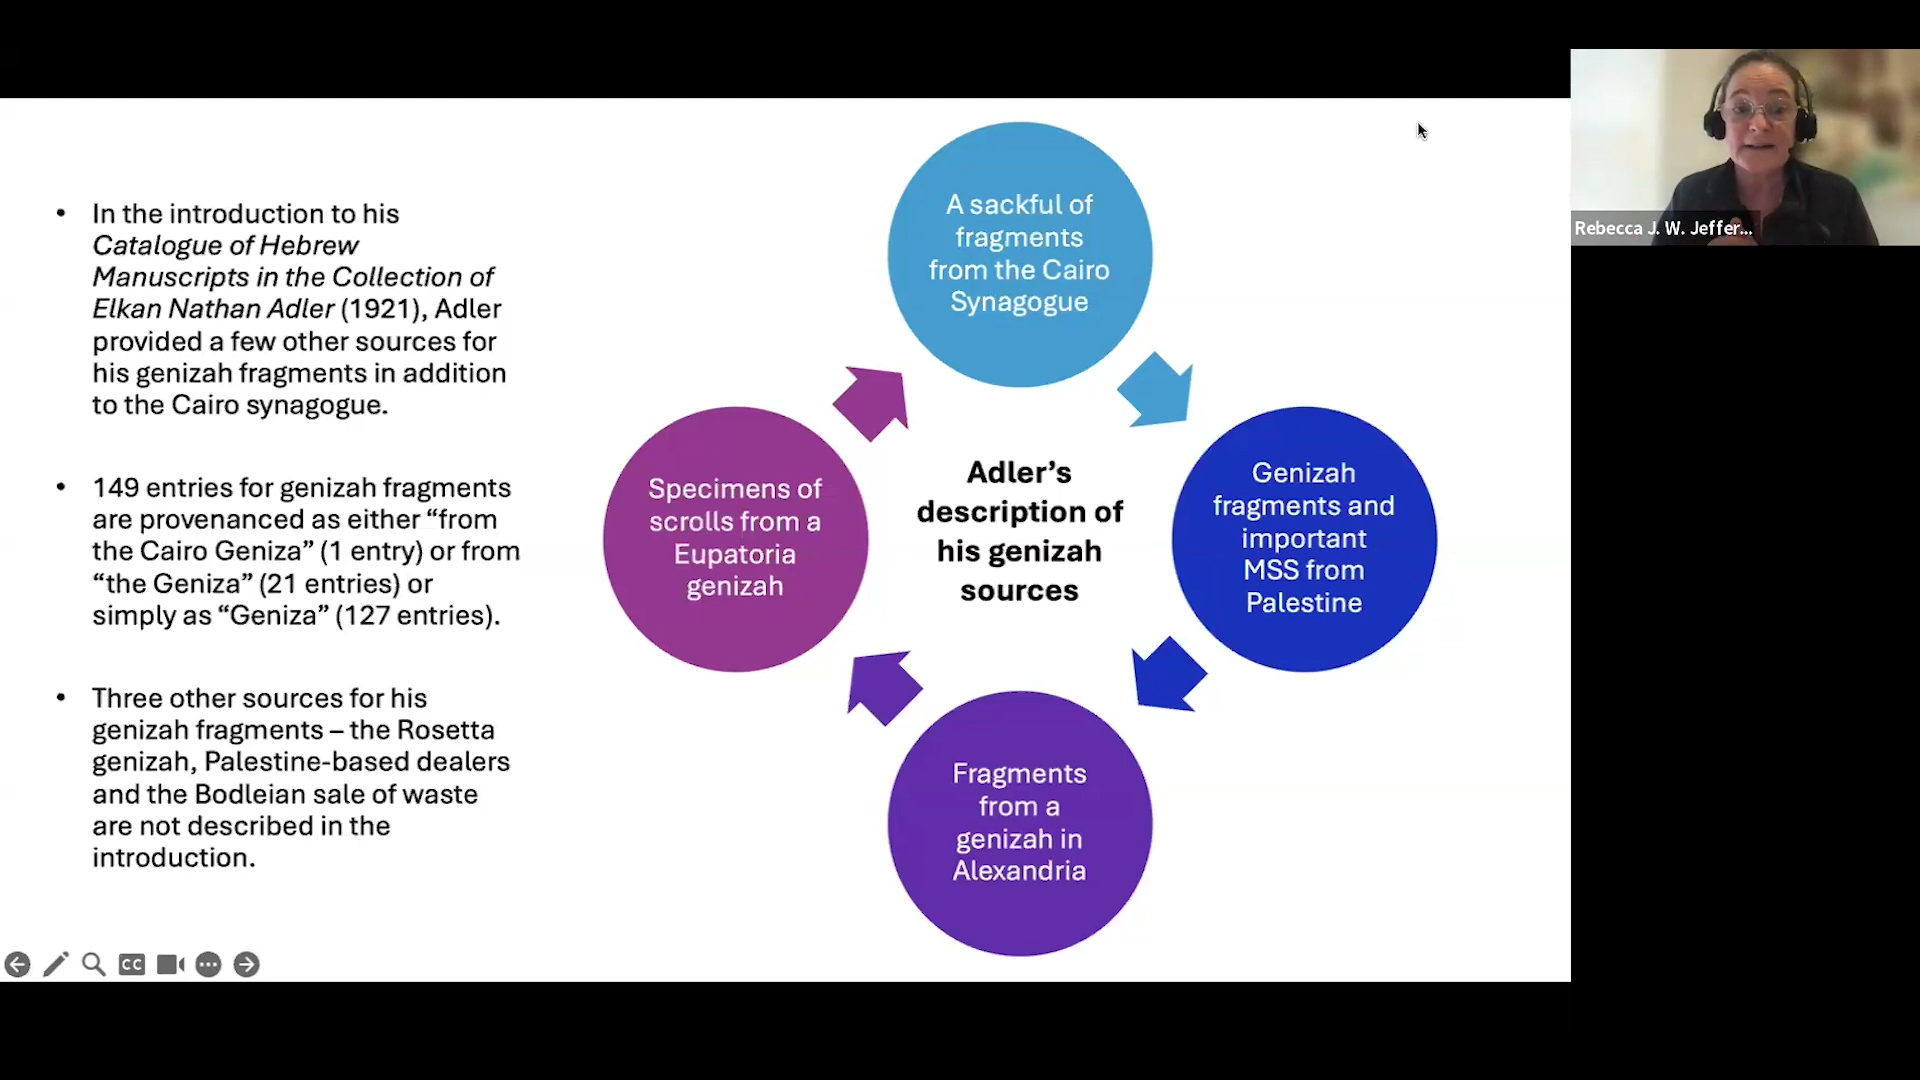 • In the introduction to his
Catalogue of Hebrew
Manuscripts in the Collection of
Elkan Nathan Adler (1921), Adler
provided a few other sources for
his genizah fragments in addition
to the Cairo synagogue.
• 149 entries for genizah fragments
are provenanced as either “from
the Cairo Geniza” (1 entry) or from
“the Geniza” (21 entries) or
simply as “Geniza” (127 entries).
• Three other sources for his
genizah fragments – the Rosetta
genizah, Palestine-based dealers
and the Bodleian sale of waste
are not described in the
introduction.
A sackful of
fragments
from the Cairo
Synagogue
Genizah
fragments and
important
MSS from
Palestine
Fragments
from a
genizah in
Alexandria
Specimens of
scrolls from a
Eupatoria
genizah
Adler’s
description of
his genizah
sources
Rebecca J. W. Jeffer...
CC